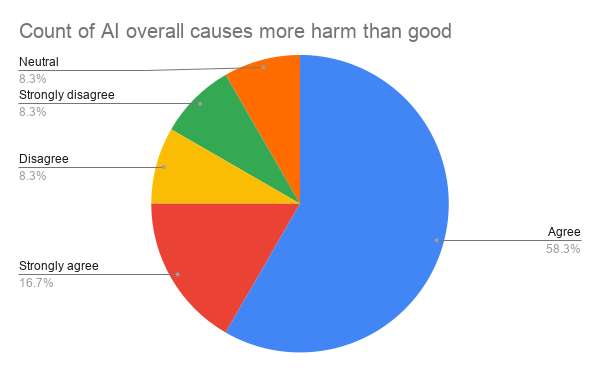 Count of AI overall causes more harm than good
Neutral
8.3%
Strongly disagree
8.3%
Disagree
8.3%
Strongly agree
16.7%
Agree
58.3%